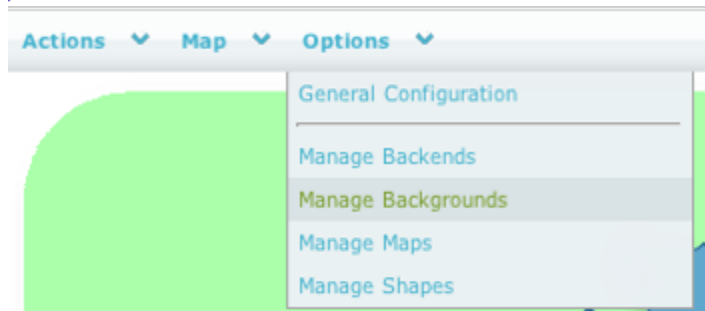 Actions Map Options
General Configuration
Manage Backends
Manage Backgrounds
Manage Maps
Manage Shapes